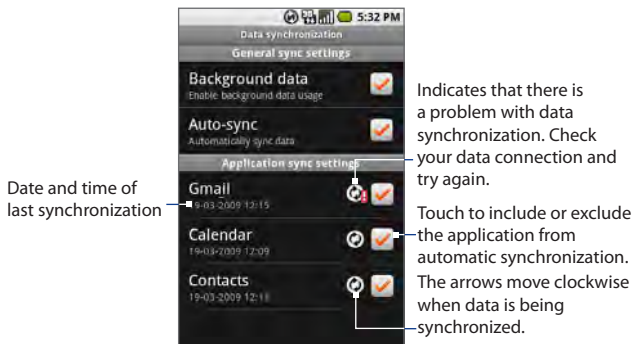 5:32 PM
Data synchronization
General sync settings
Background data
Enable background data usage
Auto-sync
Automatically sync data
Application sync settings
Gmail
19-03-2009 12:15
Calendar
19-03-2009 12:09
Contacts
19-03-2009 12:11
Date and time of
last synchronization
Indicates that there is
a problem with data
synchronization. Check
your data connection and
try again.
Touch to include or exclude
the application from
automatic synchronization.
The arrows move clockwise
when data is being
synchronized.